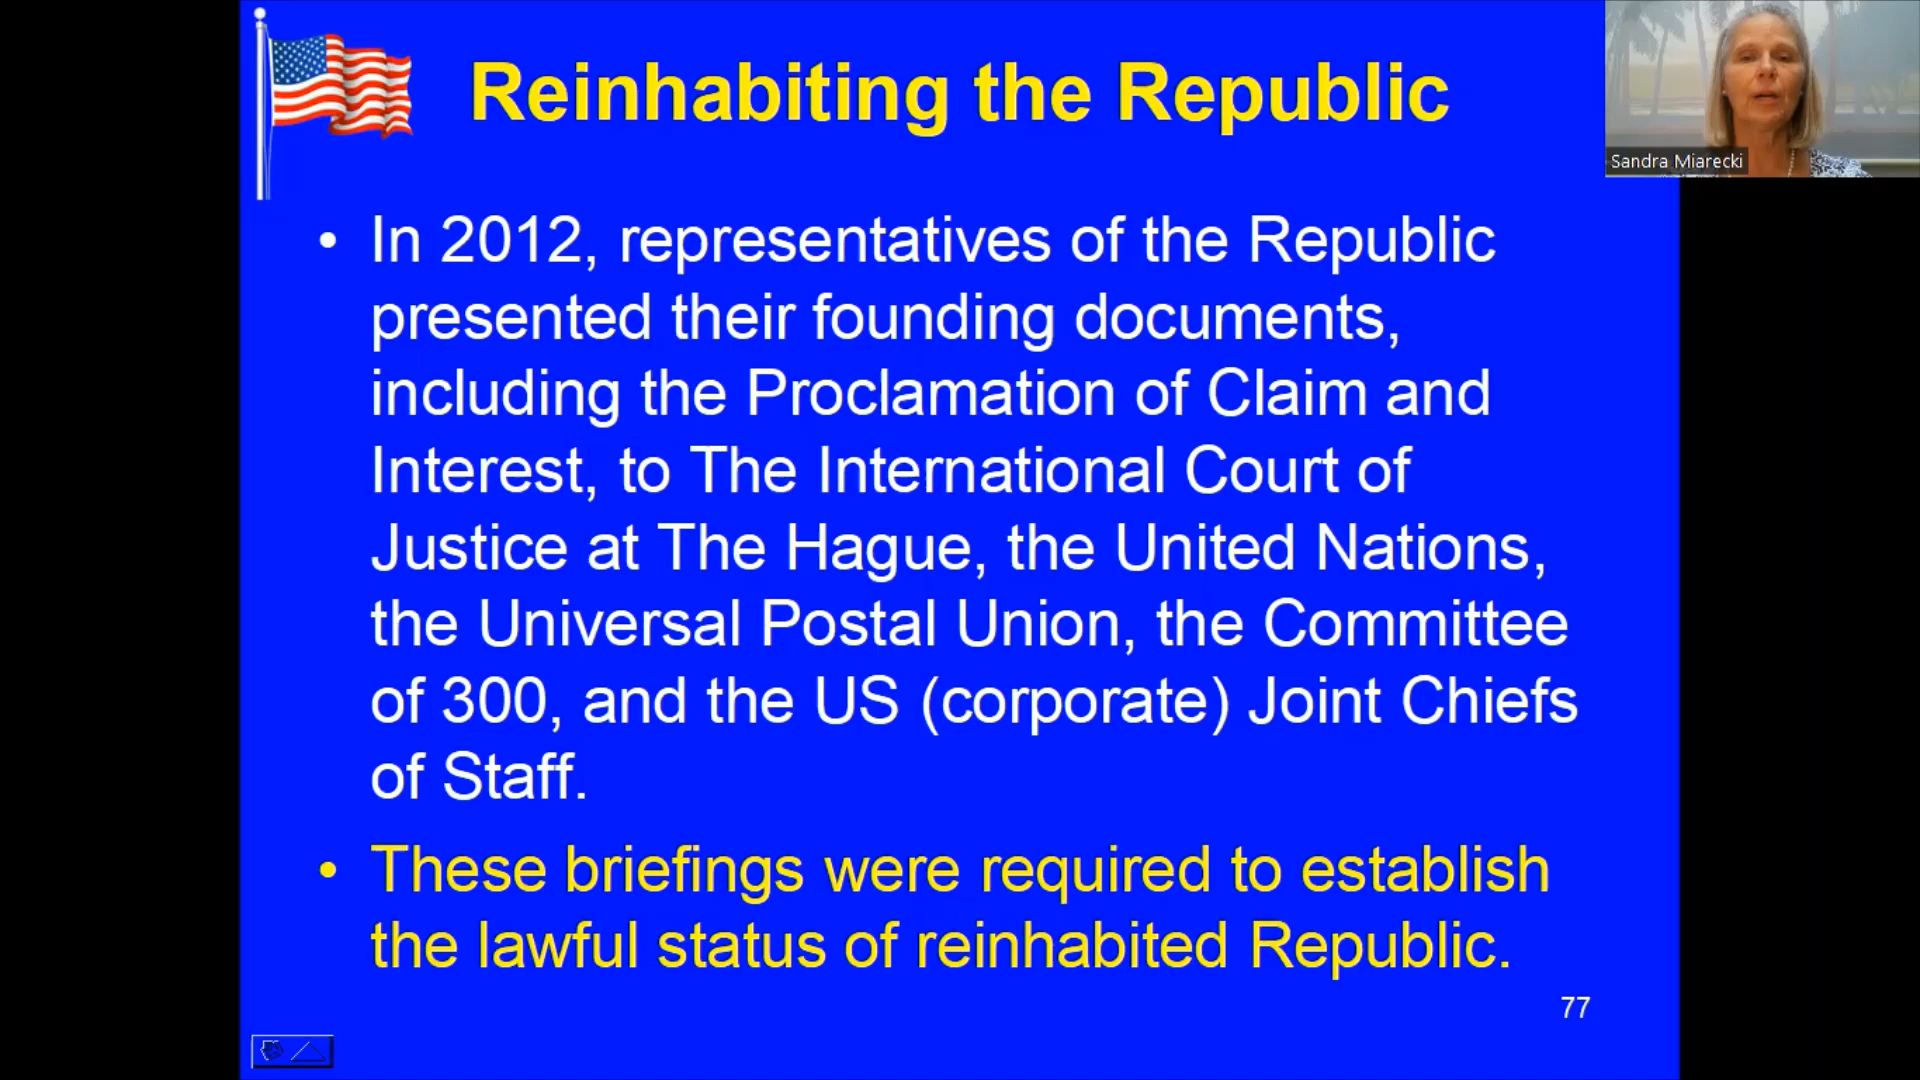 Reinhabiting the Republic
Sandra Miarecki
• In 2012, representatives of the Republic
presented their founding documents,
including the Proclamation of Claim and
Interest, to The International Court of
Justice at The Hague, the United Nations,
the Universal Postal Union, the Committee
of 300, and the US (corporate) Joint Chiefs
of Staff.
• These briefings were required to establish
the lawful status of reinhabited Republic.
77